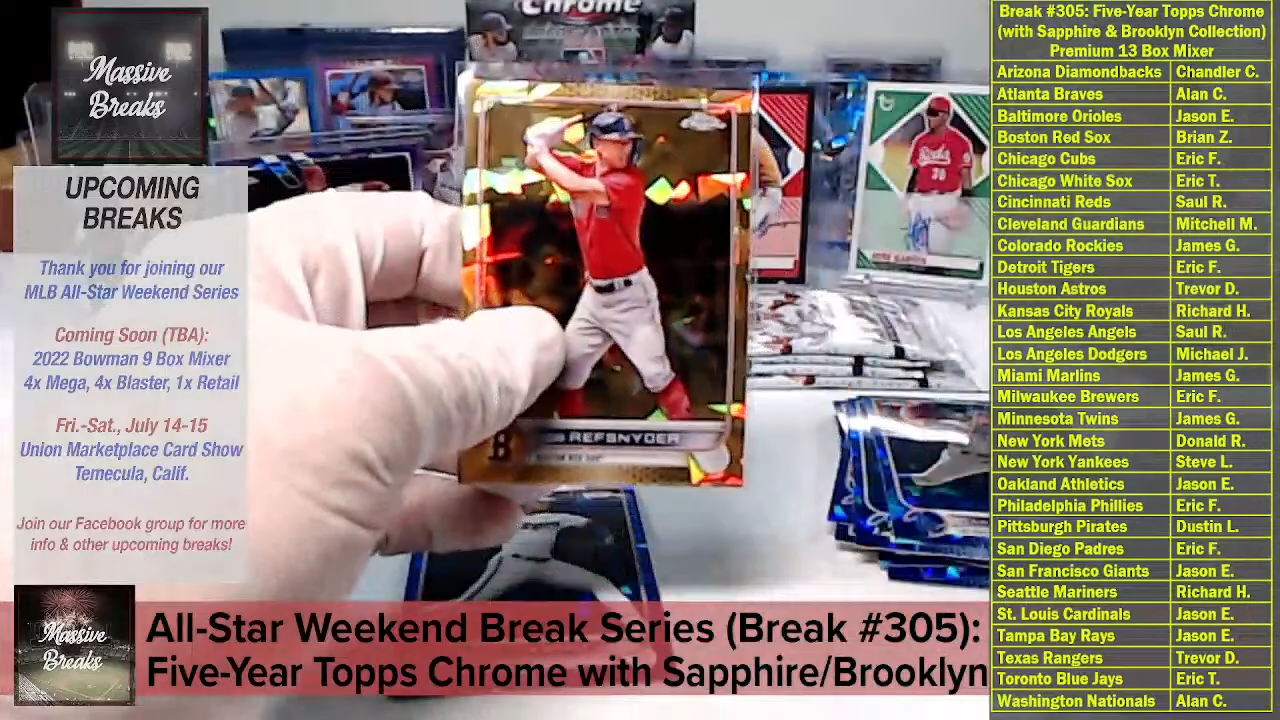 Massive
Breaks
UPCOMING
BREAKS
Thank you for joining our
MLB All-Star Weekend Series
Coming Soon (TBA):
2022 Bowman 9 Box Mixer
4x Mega, 4x Blaster, 1x Retail
Fri.-Sat., July 14-15
Union Marketplace Card Show
Temecula, Calif.
Join our Facebook group for more
info & other upcoming breaks!
Chrome
REFSNYDER
Reds
Massive
Breaks
All-Star Weekend Break Series (Break #305):
Five-Year Topps Chrome with Sapphire/Brooklyn
Break #305: Five-Year Topps Chrome
(with Sapphire & Brooklyn Collection)
Premium 13 Box Mixer
Arizona Diamondbacks Chandler C.
Atlanta Braves Alan C.
Baltimore Orioles Jason E.
Boston Red Sox Brian Z.
Chicago Cubs Eric F.
Chicago White Sox Eric T.
Cincinnati Reds Saul R.
Cleveland Guardians Mitchell M.
Colorado Rockies James G.
Detroit Tigers Eric F.
Houston Astros Trevor D.
Kansas City Royals Richard H.
Los Angeles Angels Saul R.
Los Angeles Dodgers Michael J.
Miami Marlins James G.
Milwaukee Brewers Eric F.
Minnesota Twins James G.
New York Mets Donald R.
New York Yankees Steve L.
Oakland Athletics Jason E.
Philadelphia Phillies Eric F.
Pittsburgh Pirates Dustin L.
San Diego Padres Eric F.
San Francisco Giants Jason E.
Seattle Mariners Richard H.
St. Louis Cardinals Jason E.
Tampa Bay Rays Jason E.
Texas Rangers Trevor D.
Toronto Blue Jays Eric T.
Washington Nationals Alan C.